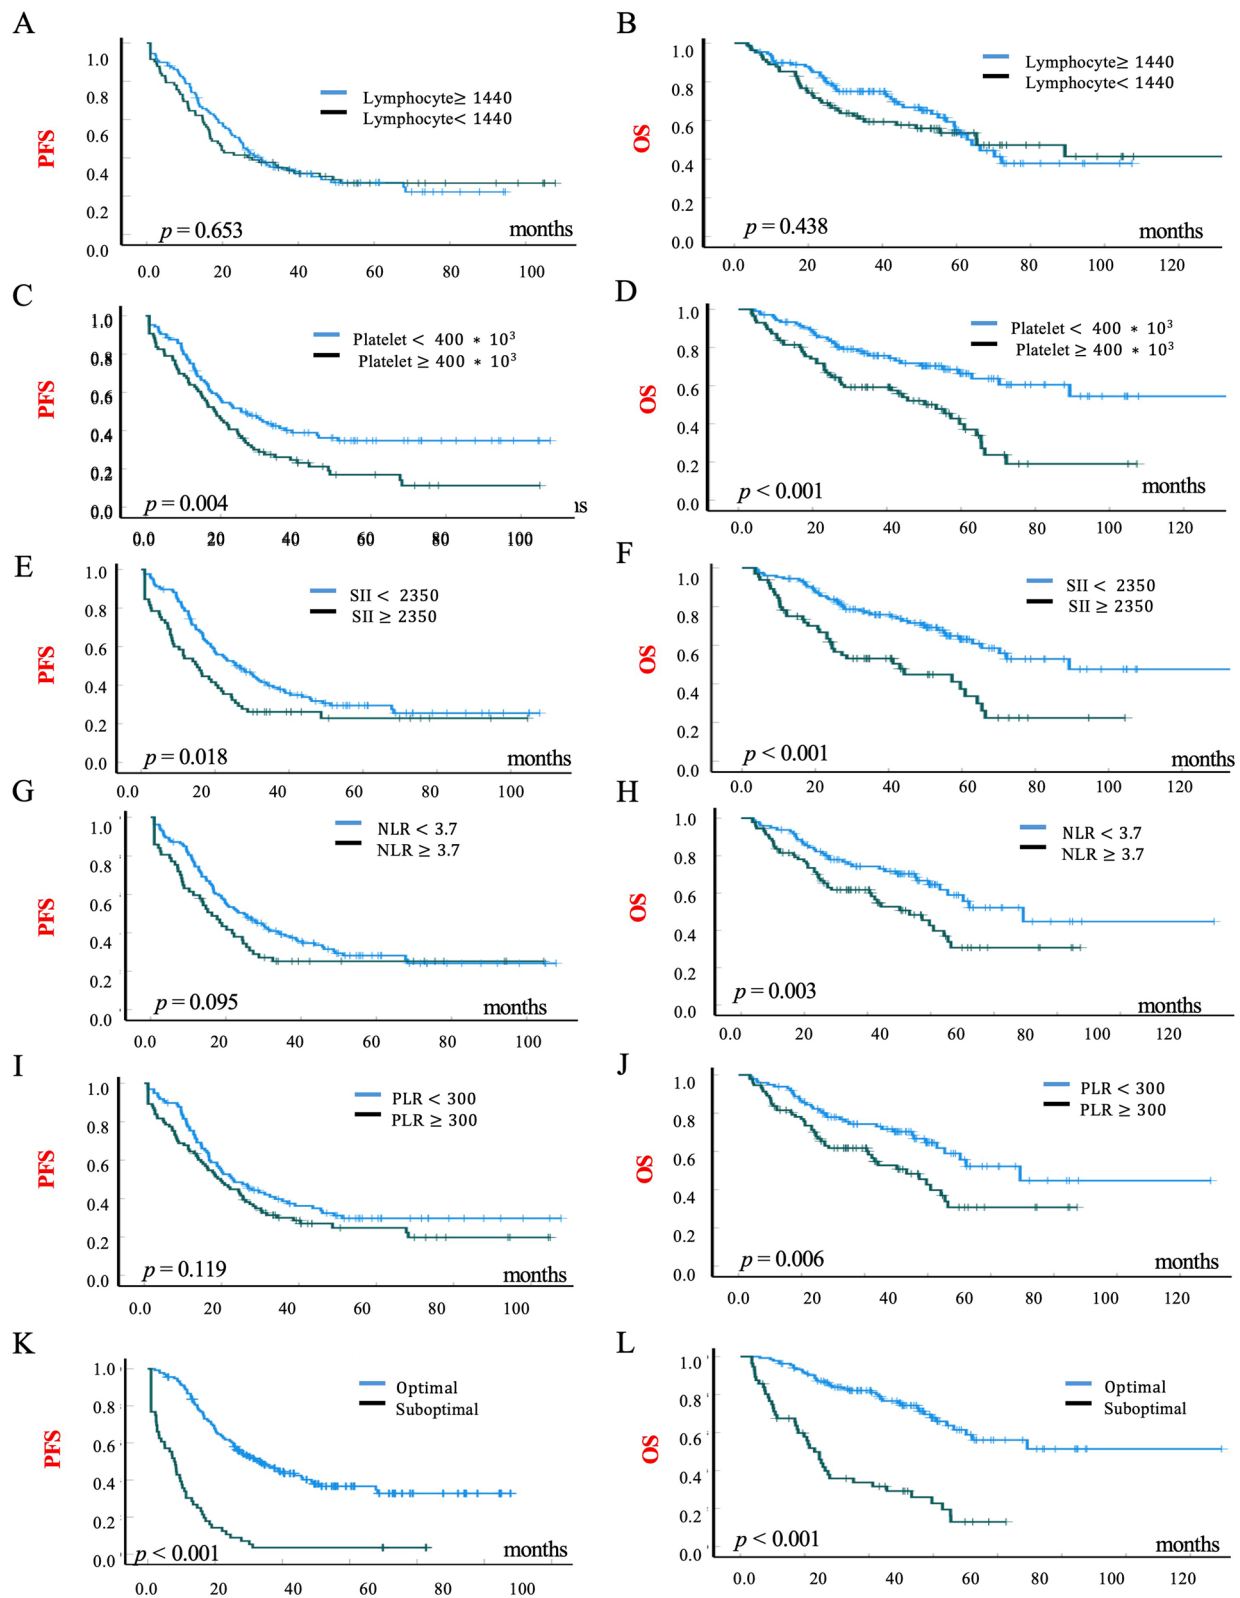 A
1.0
0.8
0.6
0.4
0.2
0.0
PFS
Lymphocyte≥ 1440
Lymphocyte< 1440
p = 0.653
months
0.0 20 40 60 80 100
B
1.0
0.8
0.6
0.4
0.2
0.0
OS
Lymphocyte≥ 1440
Lymphocyte< 1440
p = 0.438
months
0.0 20 40 60 80 100 120
C
1.0
0.8
0.6
0.4
0.2
0.0
PFS
Platelet < 400 * 10³
Platelet ≥ 400 * 10³
p = 0.004
0.0 20 40 60 80 100
D
1.0
0.8
0.6
0.4
0.2
0.0
OS
Platelet < 400 * 10³
Platelet ≥ 400 * 10³
p < 0.001
months
0.0 20 40 60 80 100 120
E
1.0
0.8
0.6
0.4
0.2
0.0
PFS
SII < 2350
SII ≥ 2350
p = 0.018
months
0.0 20 40 60 80 100
F
1.0
0.8
0.6
0.4
0.2
0.0
OS
SII < 2350
SII ≥ 2350
p < 0.001
months
0.0 20 40 60 80 100 120
G
1.0
0.8
0.6
0.4
0.2
0.0
PFS
NLR < 3.7
NLR ≥ 3.7
p = 0.095
months
0.0 20 40 60 80 100
H
1.0
0.8
0.6
0.4
0.2
0.0
OS
NLR < 3.7
NLR ≥ 3.7
p = 0.003
months
0.0 20 40 60 80 100 120
I
1.0
0.8
0.6
0.4
0.2
0.0
PFS
PLR < 300
PLR ≥ 300
p = 0.119
months
0.0 20 40 60 80 100
J
1.0
0.8
0.6
0.4
0.2
0.0
OS
PLR < 300
PLR ≥ 300
p = 0.006
months
0.0 20 40 60 80 100 120
K
1.0
0.8
0.6
0.4
0.2
0.0
PFS
Optimal
Suboptimal
p < 0.001
months
0.0 20 40 60 80 100
L
1.0
0.8
0.6
0.4
0.2
0.0
OS
Optimal
Suboptimal
p < 0.001
months
0.0 20 40 60 80 100 120